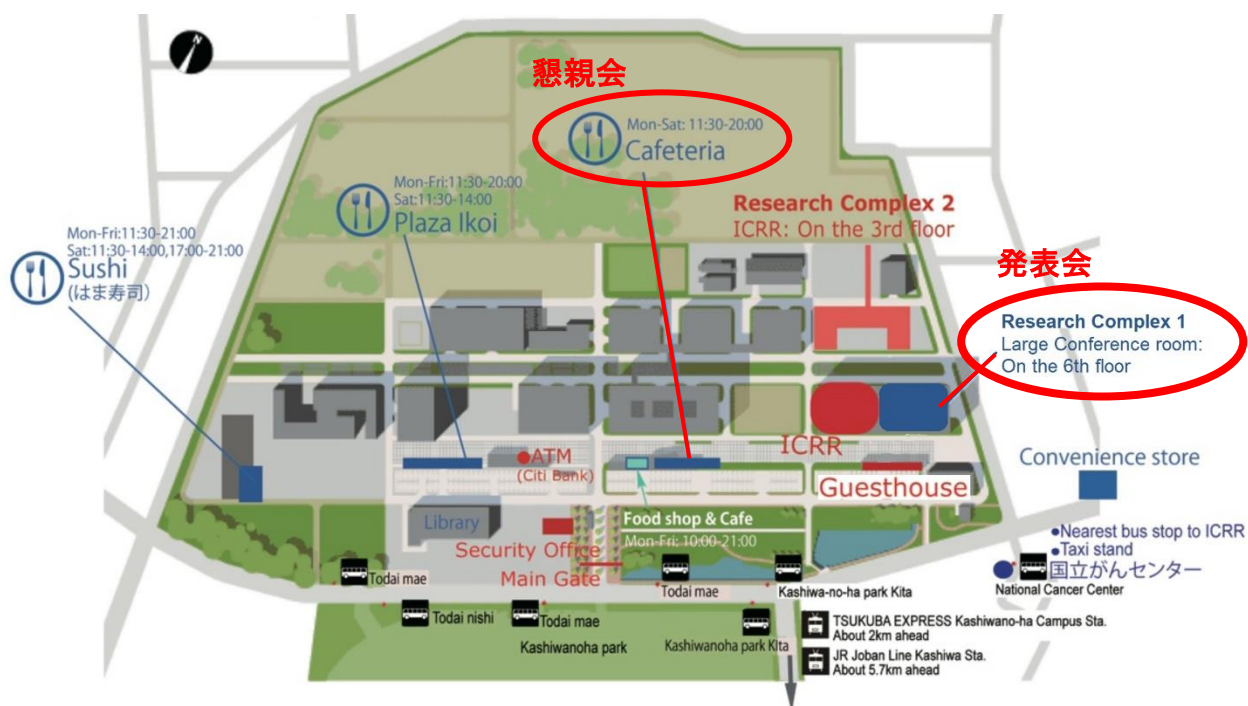 N
懇親会
Mon-Sat: 11:30-20:00
Cafeteria
Mon-Fri:11:30-20:00
Sat:11:30-14:00
Plaza Ikoi
Research Complex 2
ICRR: On the 3rd floor
Mon-Fri:11:30-21:00
Sat:11:30-14:00,17:00-21:00
Sushi
(はま寿司)
発表会
Research Complex 1
Large Conference room:
On the 6th floor
ICRR
ATM
(Citi Bank)
Convenience store
Guesthouse
Library
Food shop & Cafe
Mon-Fri: 10:00-21:00
Security Office
Main Gate
•Nearest bus stop to ICRR
•Taxi stand
国立がんセンター
National Cancer Center
Todai mae
Todai mae
Kashiwa-no-ha park Kita
Todai nishi
Todai mae
Kashiwanoha park
Kashiwanoha park KIta
TSUKUBA EXPRESS Kashiwano-ha Campus Sta.
About 2km ahead
JR Joban Line Kashiwa Sta.
About 5.7km ahead